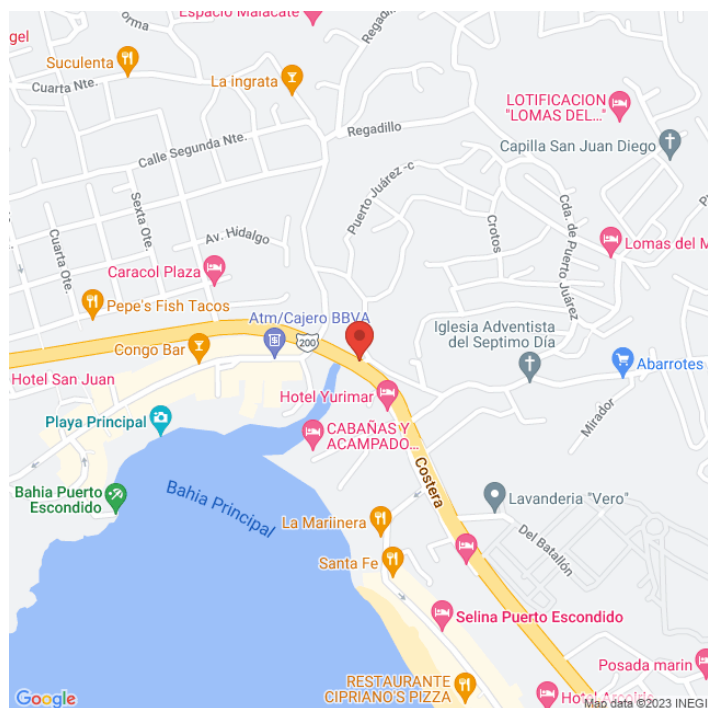 Espacio Malacate
orma
Regadi
gel
Suculenta
Cuarta Nte.
La ingrata
LOTIFICACION
"LOMAS DEL...
Regadillo
Calle Segunda Nte.
Capilla San Juan Diego
Puerto Juárez -c
Sexta Ote.
Crotos
Cda. de Puerto Juárez
Cuarta Ote.
Av. Hidalgo
Lomas del M
Caracol Plaza
Pepe's Fish Tacos
Atm/Cajero BBVA
200
Iglesia Adventista
del Septimo Día
Congo Bar
Abarrotes
Hotel San Juan
Hotel Yurimar
Playa Principal
CABAÑAS Y
ACAMPADO...
Mirador
Costera
Bahia Puerto
Escondido
Bahia Principal
Lavanderia "Vero"
La Mariinera
Del Batallón
Santa Fe
Selina Puerto Escondido
Posada marin
RESTAURANTE
CIPRIANO'S PIZZA
Hotel Arcoiris
Google
Map data ©2023 INEGI